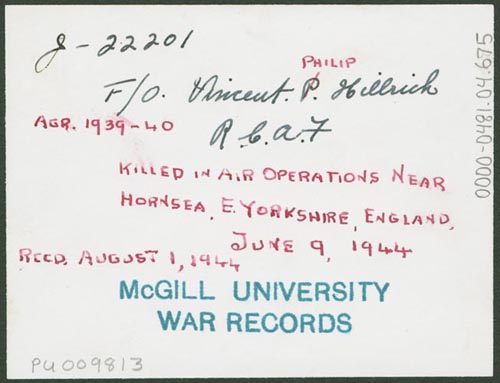 J-22201
PHILIP
F/O. Vincent. P. Hillrich
AGR. 1939-40
R.C.A.F
KILLED IN AIR OPERATIONS NEAR
HORNSEA, E. YORKSHIRE, ENGLAND,
JUNE 9, 1944
RECD. AUGUST 1, 1944
McGILL UNIVERSITY
WAR RECORDS
PU009813
0000-0481.04.675